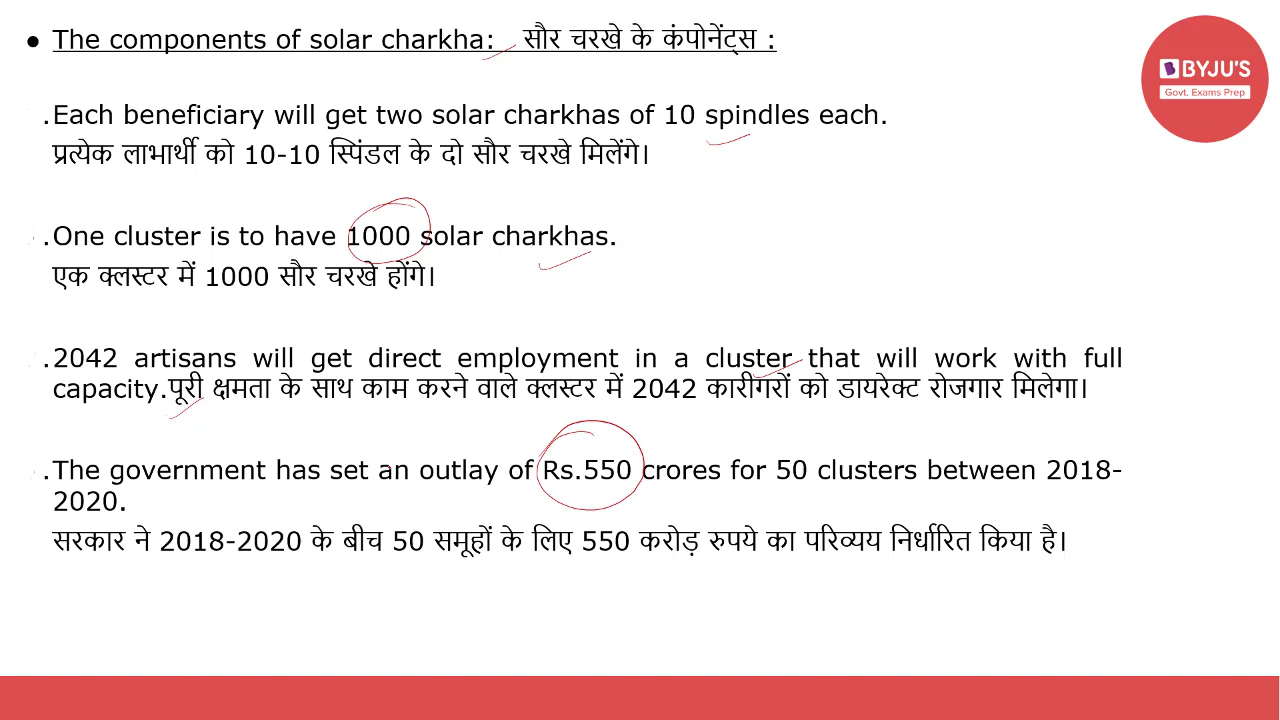 ● The components of solar charkha: सौर चरखे के कंपोनेंट्स :
BYJU'S
Govt. Exams Prep
.Each beneficiary will get two solar charkhas of 10 spindles each.
प्रत्येक लाभार्थी को 10-10 स्पिंडल के दो सौर चरखे मिलेंगे।
.One cluster is to have 1000 solar charkhas.
एक क्लस्टर में 1000 सौर चरखे होंगे।
.2042 artisans will get direct employment in a cluster that will work with full
capacity.पूरी क्षमता के साथ काम करने वाले क्लस्टर में 2042 कारीगरों को डायरेक्ट रोजगार मिलेगा।
.The government has set an outlay of Rs.550 crores for 50 clusters between 2018-
2020.
सरकार ने 2018-2020 के बीच 50 समूहों के लिए 550 करोड़ रुपये का परिव्यय निर्धारित किया है।